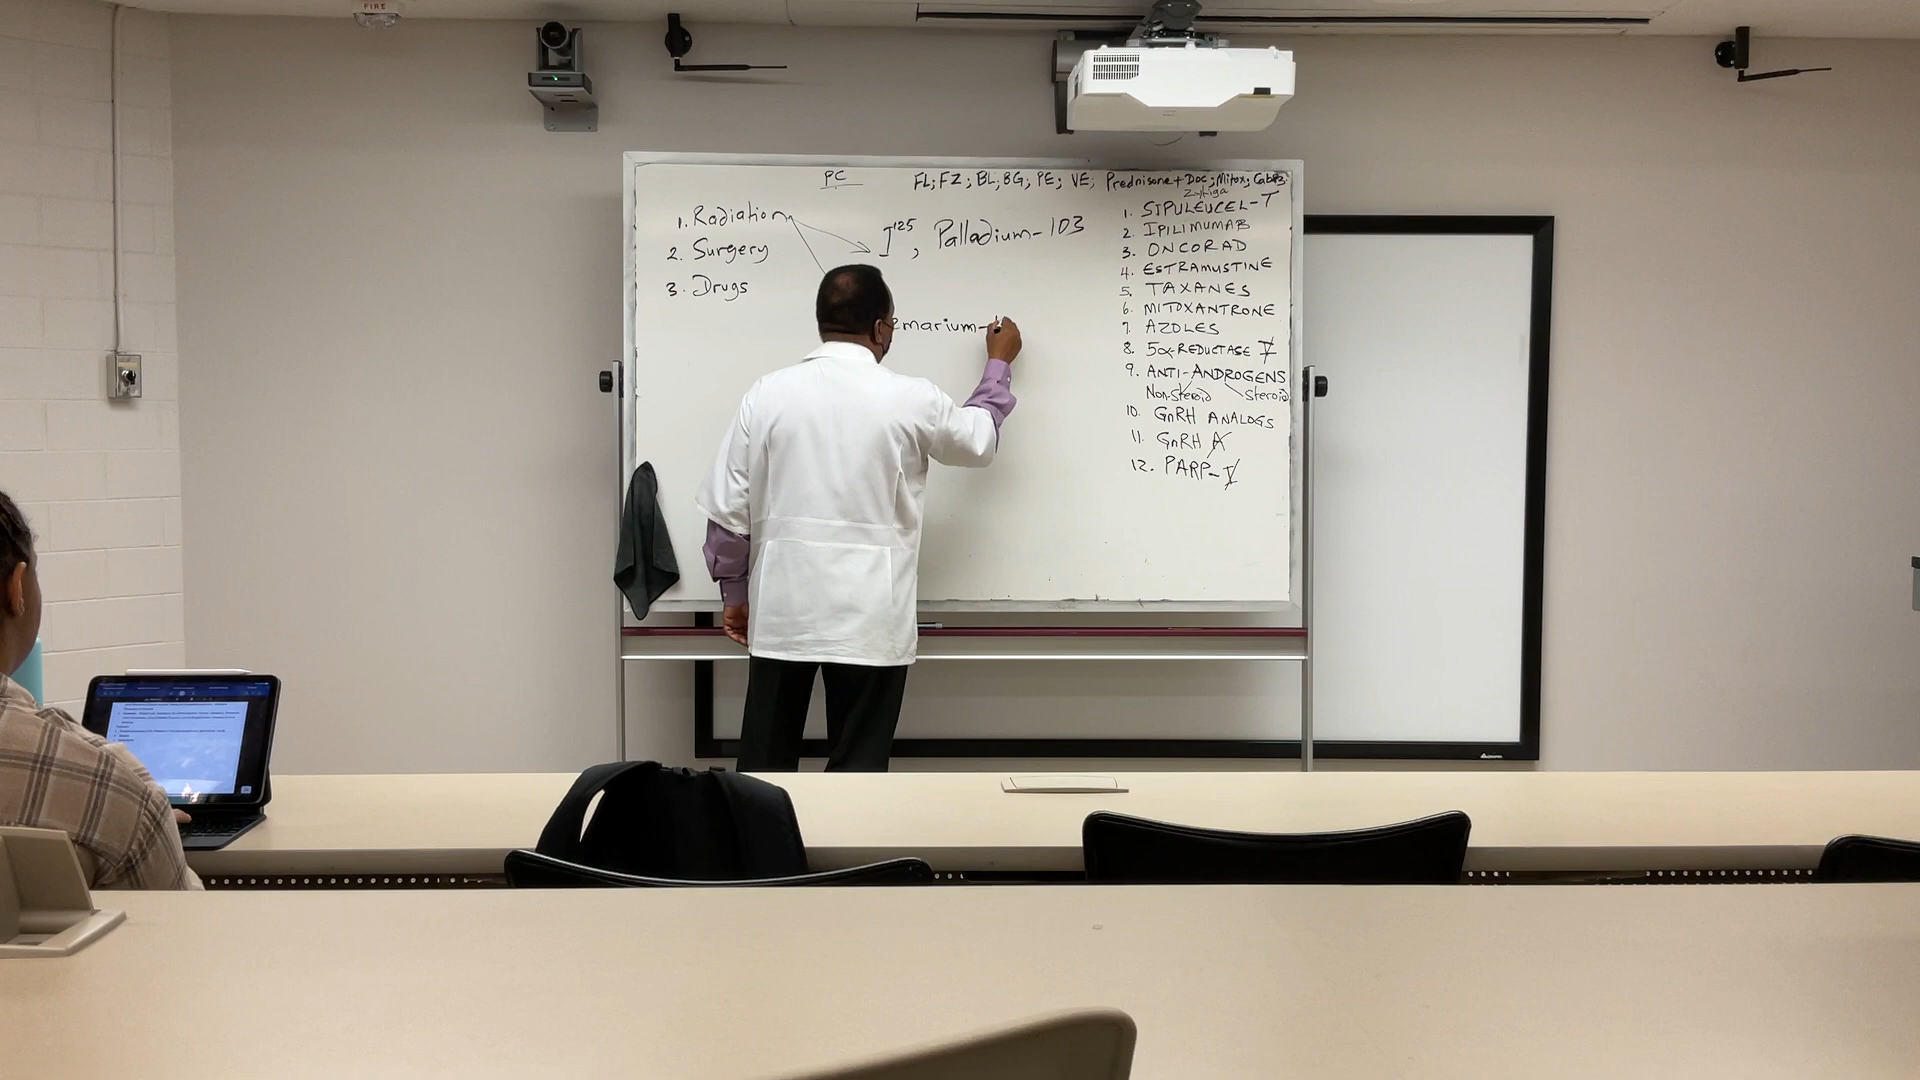 FIRE
PC
FL; FZ; BL; BG; PE; VE; Prednisone + Doc; Mitox; Cabaz
Zytiga
1. Radiation
2. Surgery
3. Drugs
I125, Palladium-103
emarium-
1. SIPULEUCEL-T
2. IPILIMUMAB
3. ONCORAD
4. ESTRAMUSTINE
5. TAXANES
6. MITOXANTRONE
7. AZOLES
8. 5α-REDUCTASE I
9. ANTI-ANDROGENS
Non-steroid Steroid
10. GnRH ANALOGS
11. GnRH A
12. PARP-I